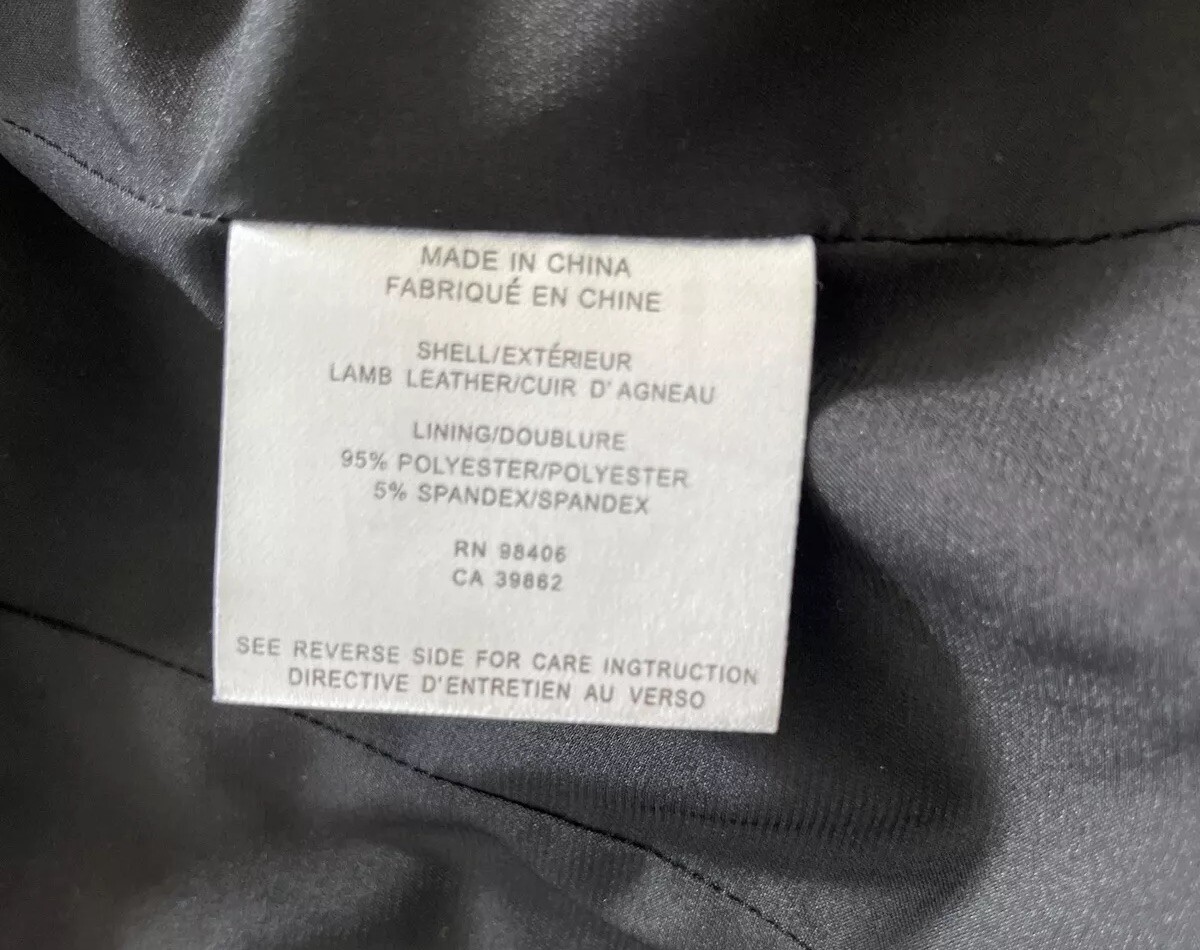 MADE IN CHINA
FABRIQUÉ EN CHINE
SHELL/EXTÉRIEUR
LAMB LEATHER/CUIR D'AGNEAU
LINING/DOUBLURE
95% POLYESTER/POLYESTER
5% SPANDEX/SPANDEX
RN 98406
CA 39862
SEE REVERSE SIDE FOR CARE INGTRUCTION
DIRECTIVE D'ENTRETIEN AU VERSO